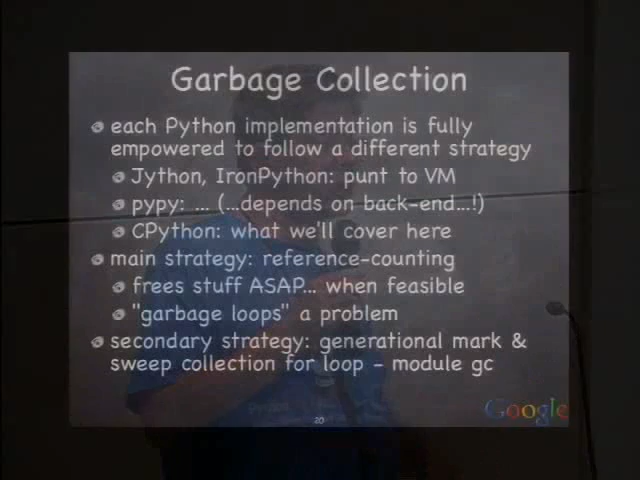 Garbage Collection
each Python implementation is fully
empowered to follow a different strategy
Jython, IronPython: punt to VM
pypy: ... (...depends on back-end...!)
CPython: what we'll cover here
main strategy: reference-counting
frees stuff ASAP... when feasible
"garbage loops" a problem
secondary strategy: generational mark &
sweep collection for loop - module gc
Google
20